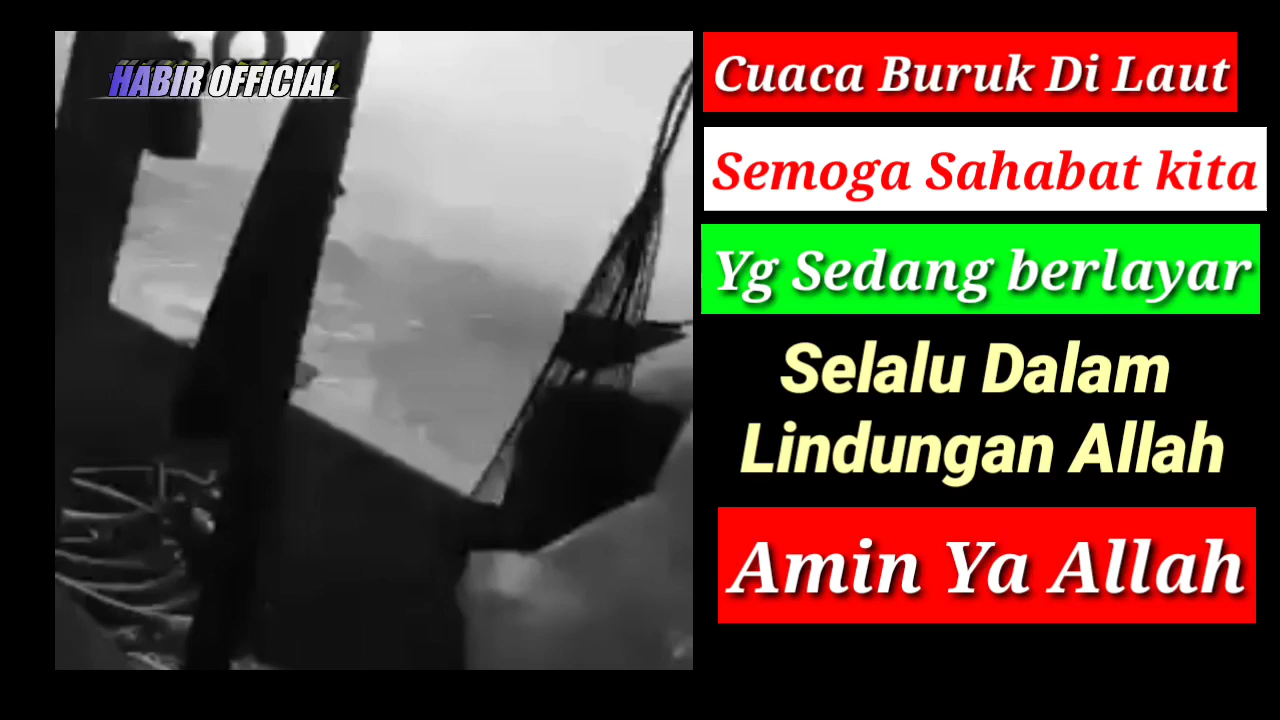 HABIR OFFICIAL
Cuaca Buruk Di Laut
Semoga Sahabat kita
Yg Sedang berlayar
Selalu Dalam
Lindungan Allah
Amin Ya Allah